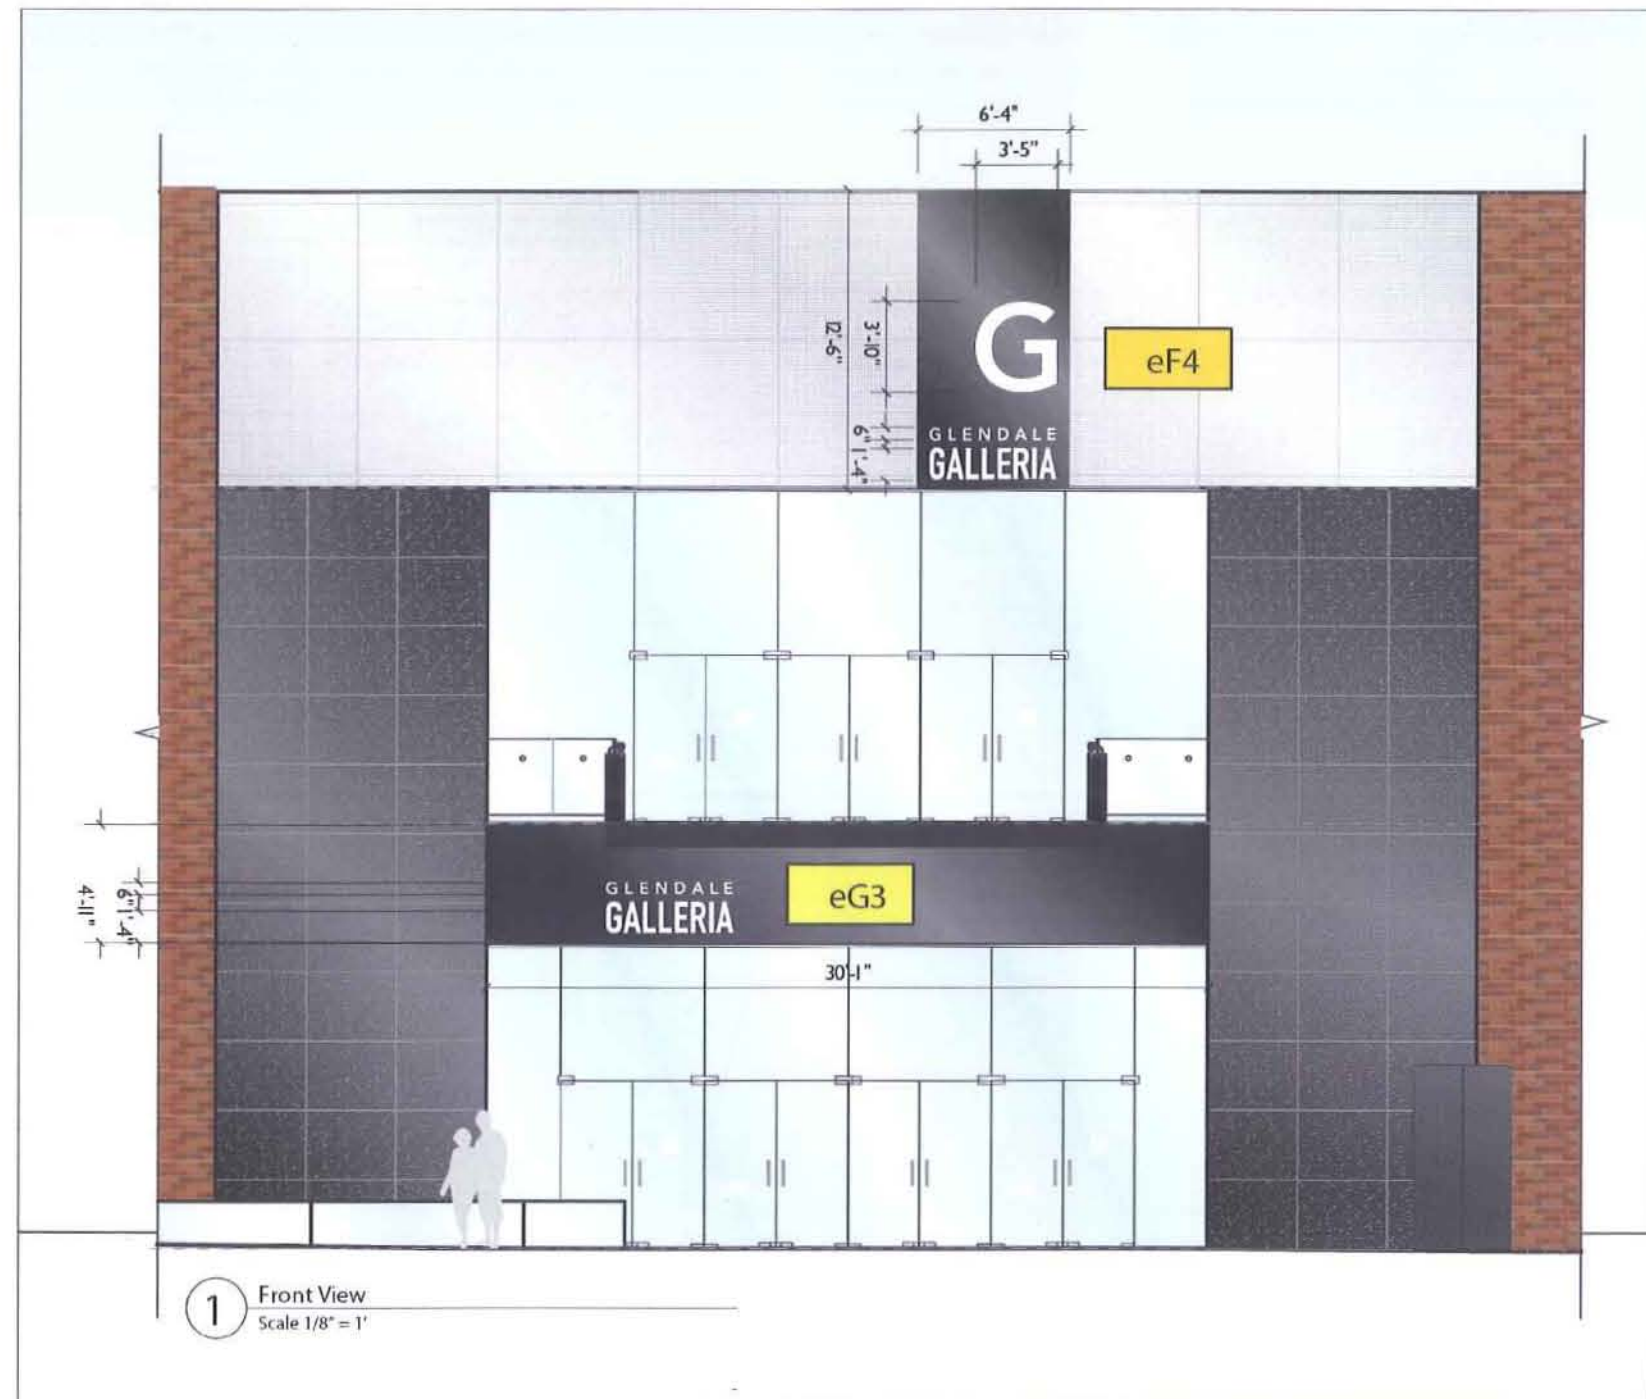 6'-4"
3'-5"
12'-6"
3'-10"
G
eF4
6"
1'-4"
GLENDALE
GALLERIA
4'-11"
6"
1'-4"
GLENDALE
GALLERIA
eG3
30'-1"
1
Front View
Scale 1/8" = 1'